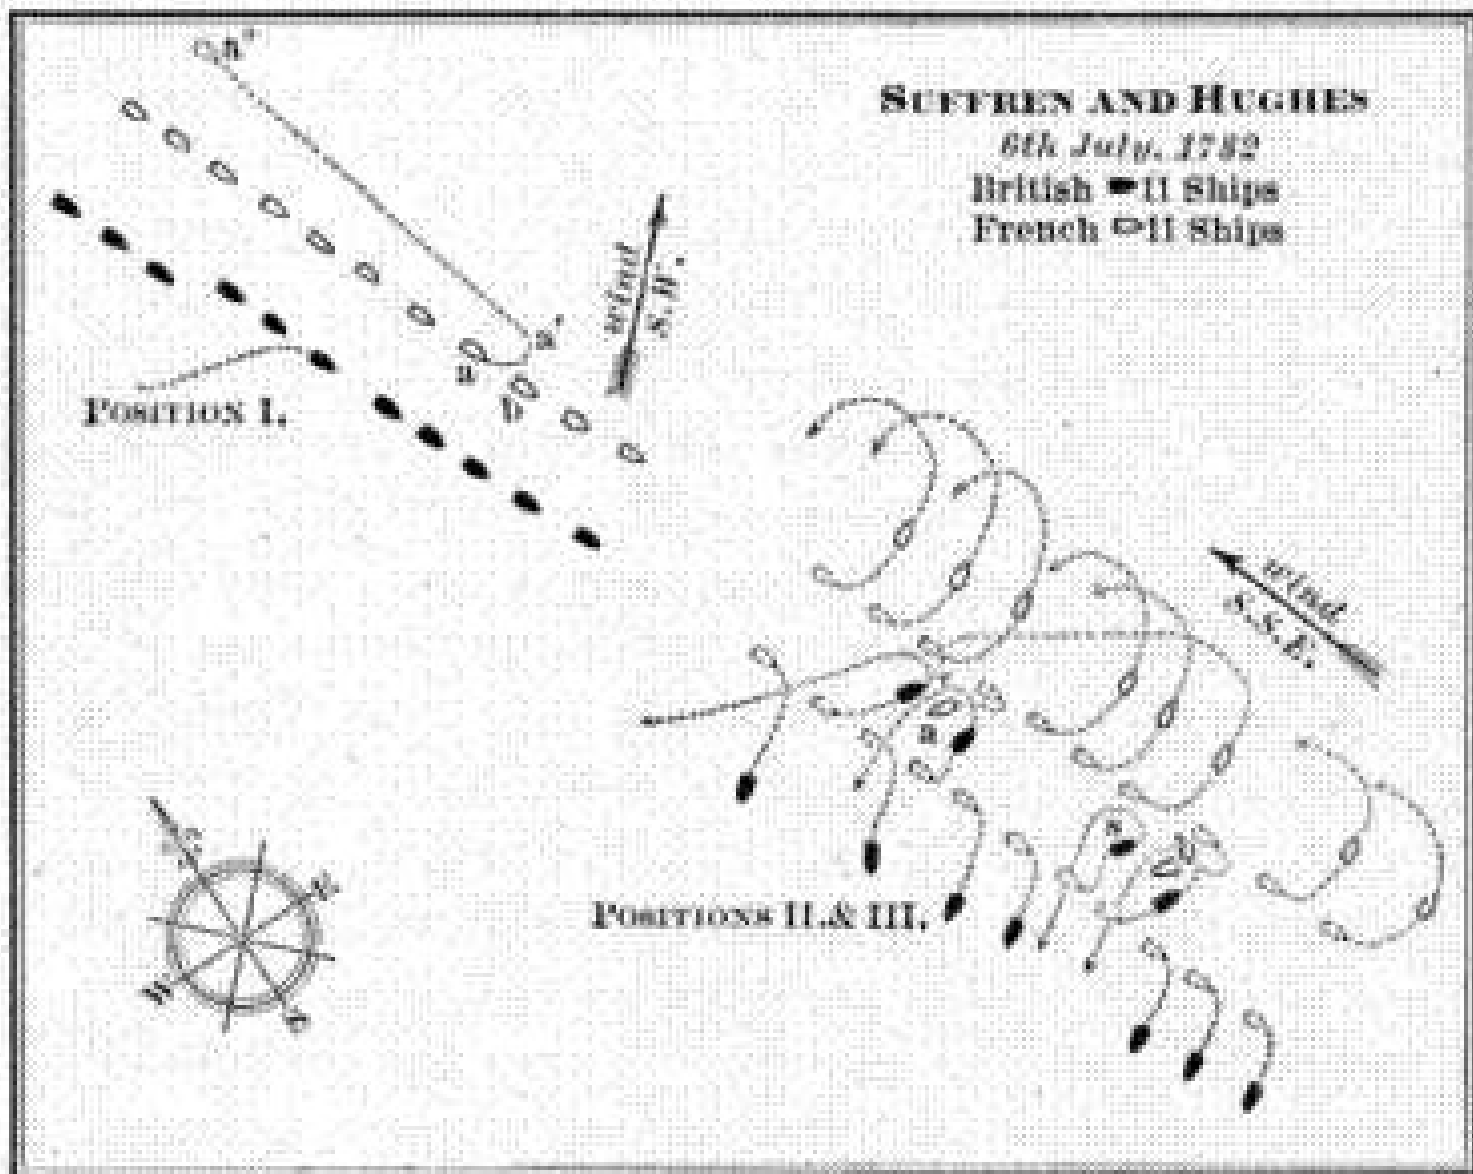 SUFFREN AND HUGHES
6th July, 1782
British 11 Ships
French 11 Ships
a"
wind
S.W.
a'
a
POSITION I.
wind
S.S.E.
a
s
POSITIONS II. & III.
E
W